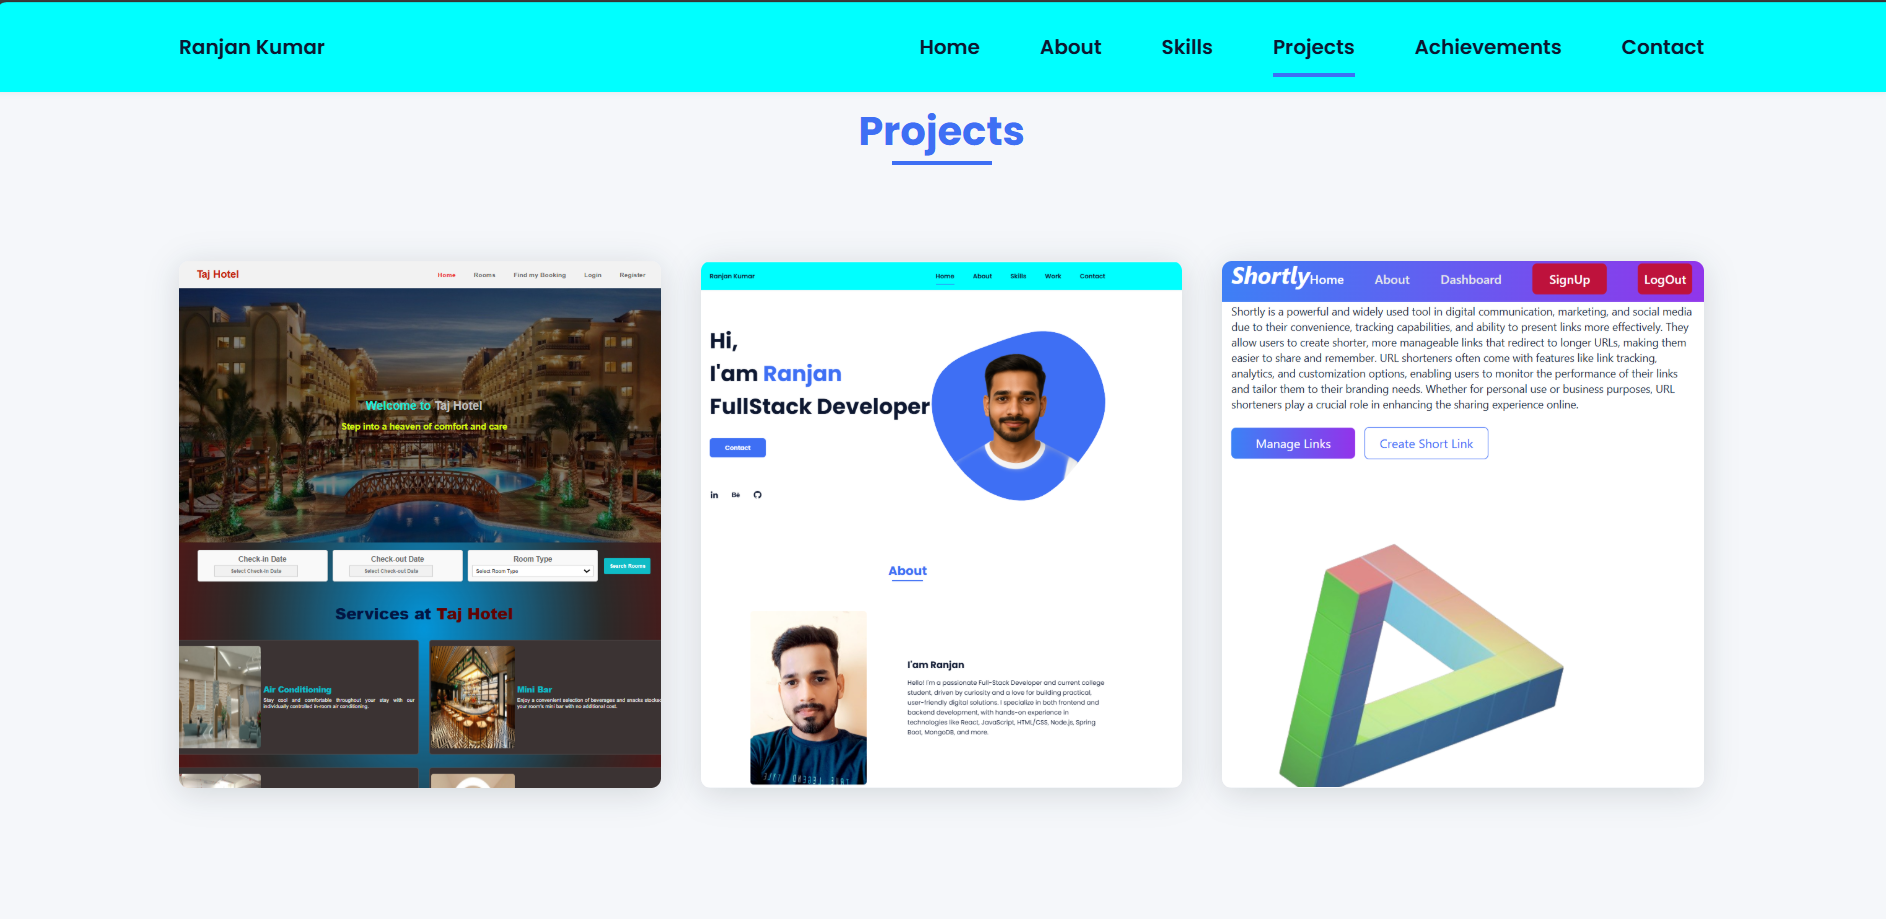 Ranjan Kumar
Home About Skills Projects Achievements Contact
Projects
Taj Hotel
Home Rooms Find my Booking Login Register
Welcome to Taj Hotel
Step into a heaven of comfort and care
Check-in Date
Select Check-in Date
Check-out Date
Select Check-out Date
Room Type
Select Room Type
Search Rooms
Services at Taj Hotel
Air Conditioning
Stay cool and comfortable throughout your stay with our
individually controlled in-room air conditioning.
Mini Bar
Enjoy a convenient selection of beverages and snacks stocked
your room's mini bar with no additional cost.
Ranjan Kumar
Home About Skills Work Contact
Hi,
I'am Ranjan
FullStack Developer
Contact
in Bē
About
I'am Ranjan
Hello! I'm a passionate Full-Stack Developer and current college
student, driven by curiosity and a love for building practical,
user-friendly digital solutions. I specialize in both frontend and
backend development, with hands-on experience in
technologies like React, JavaScript, HTML/CSS, Node.js, Spring
Boot, MongoDB, and more.
Shortly Home About Dashboard SignUp LogOut
Shortly is a powerful and widely used tool in digital communication, marketing, and social media
due to their convenience, tracking capabilities, and ability to present links more effectively. They
allow users to create shorter, more manageable links that redirect to longer URLs, making them
easier to share and remember. URL shorteners often come with features like link tracking,
analytics, and customization options, enabling users to monitor the performance of their links
and tailor them to their branding needs. Whether for personal use or business purposes, URL
shorteners play a crucial role in enhancing the sharing experience online.
Manage Links
Create Short Link